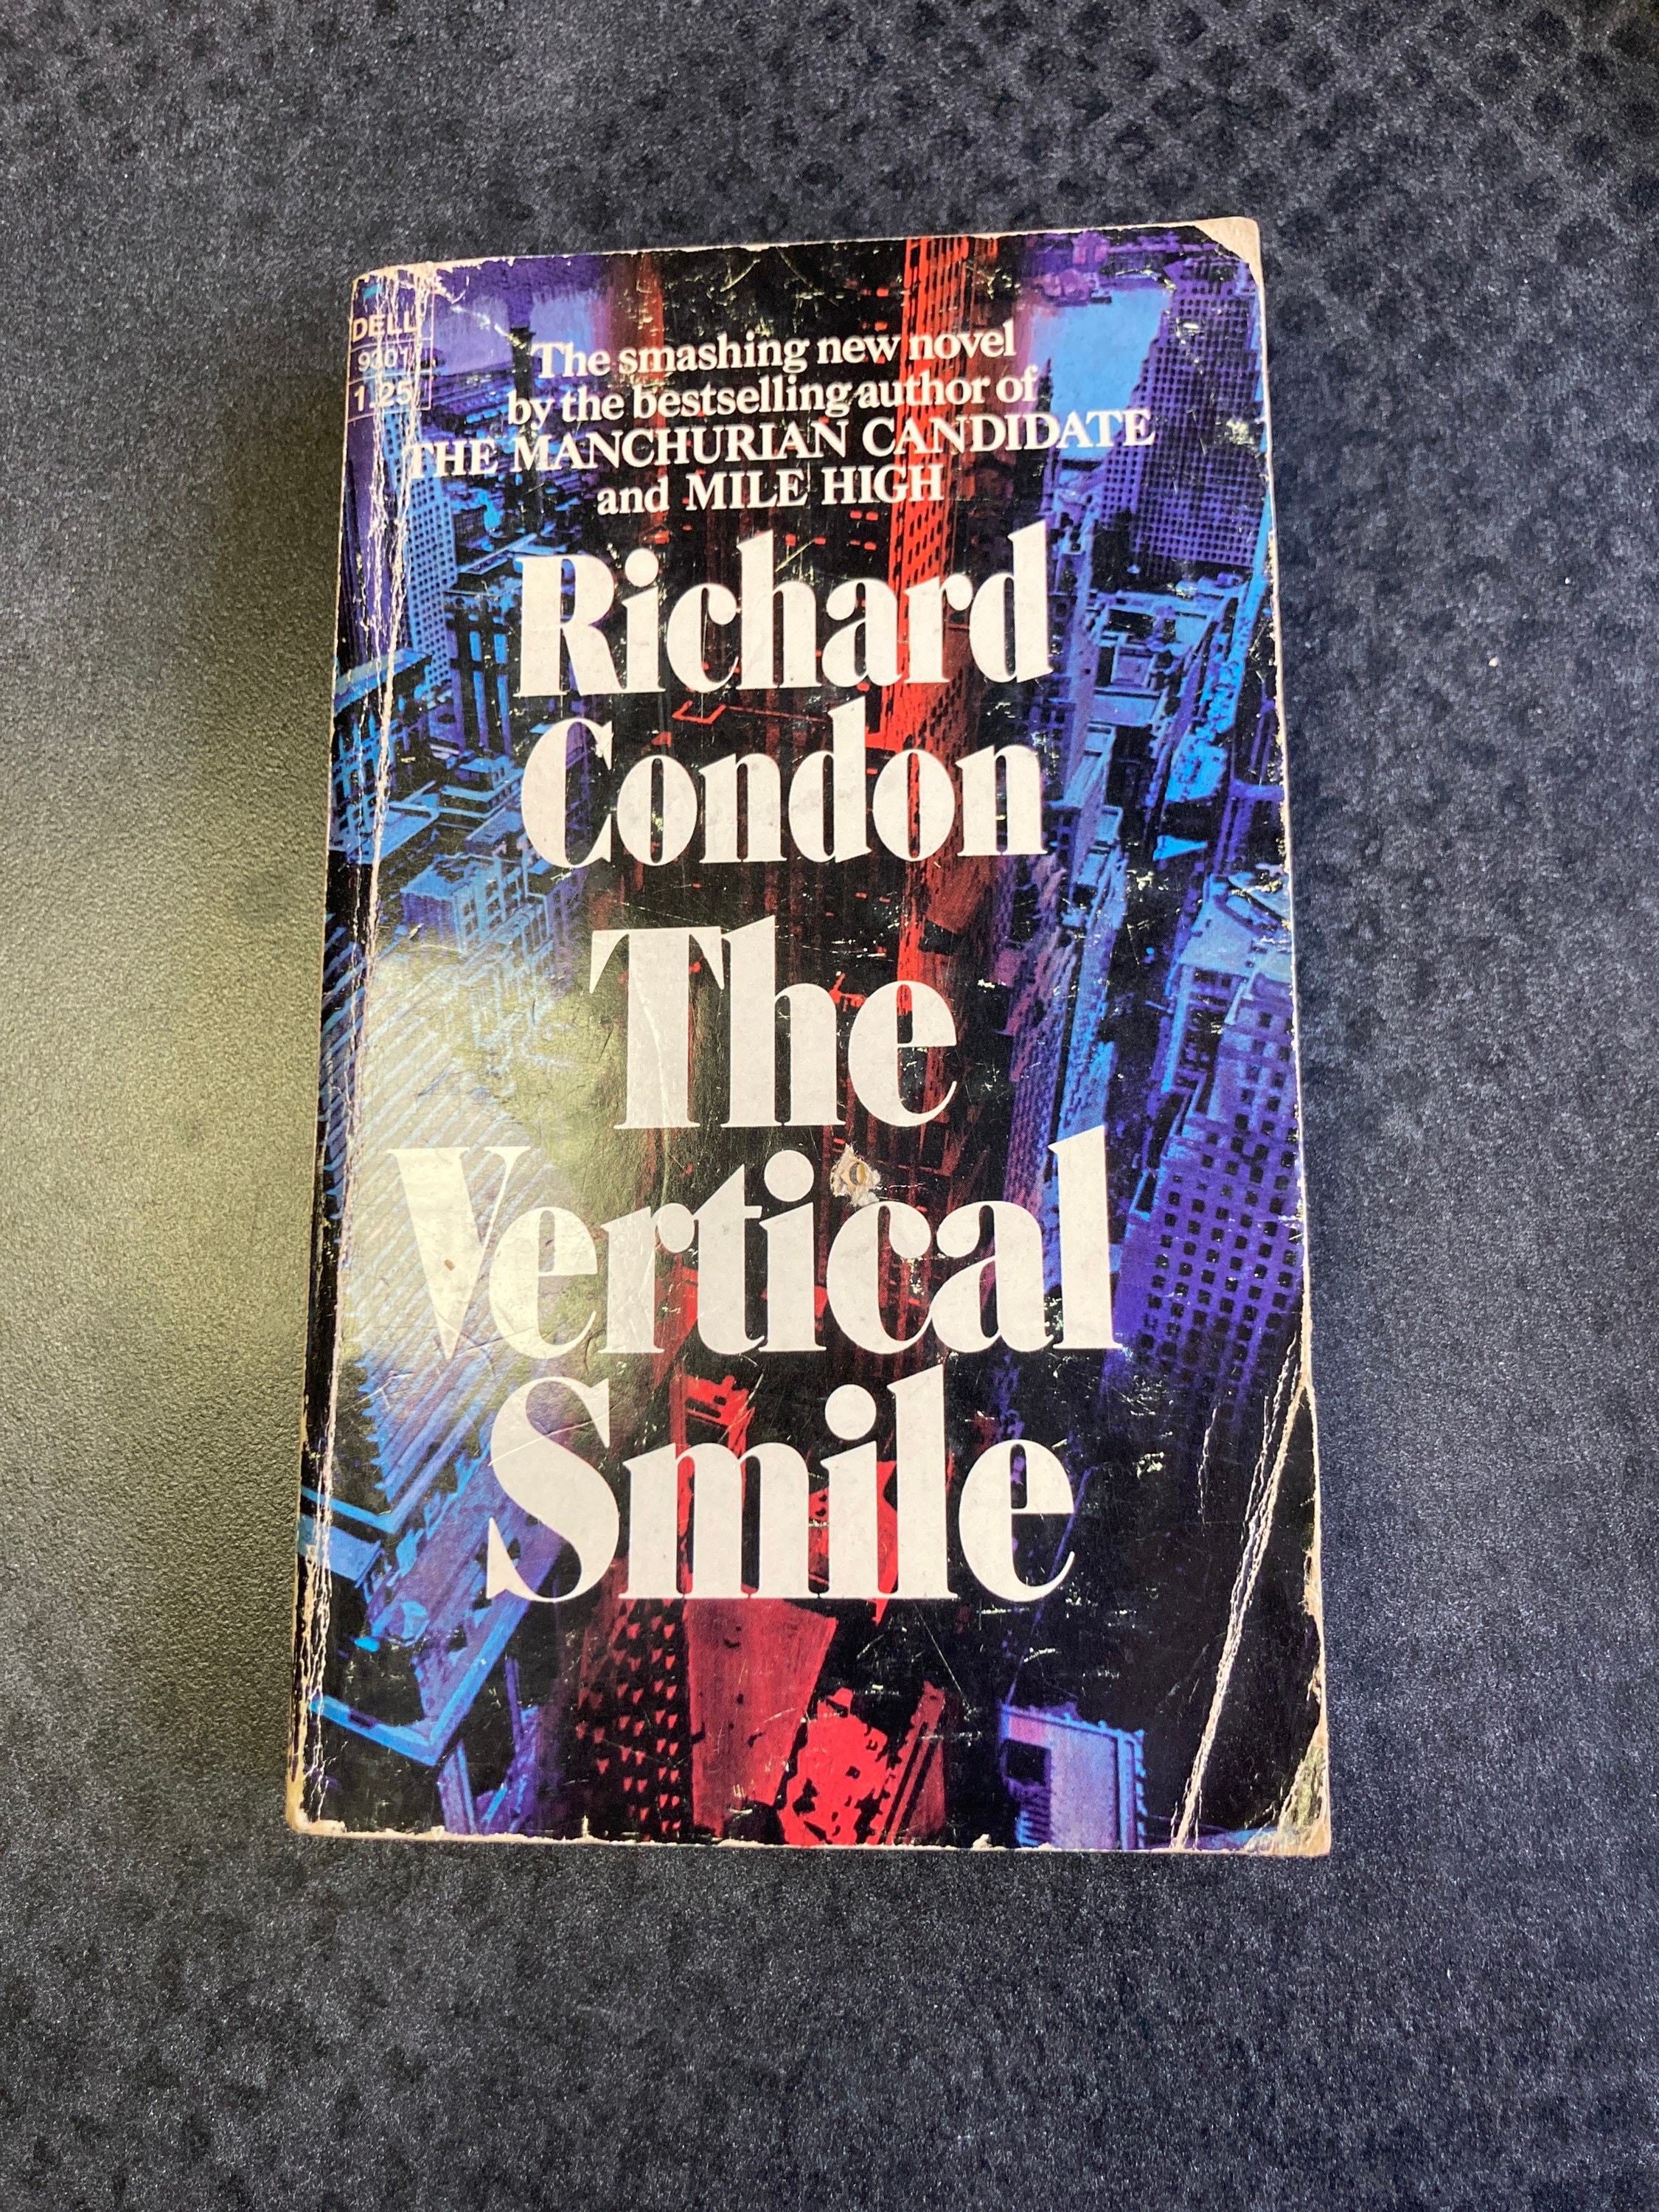 DELL
9301
1.25
The smashing new novel
by the bestselling author of
THE MANCHURIAN CANDIDATE
and MILE HIGH
Richard
Condon
The
Vertical
Smile